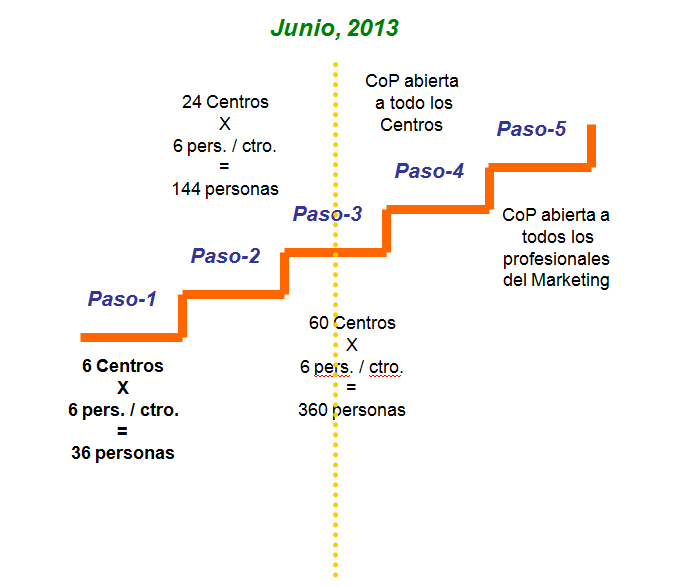 Junio, 2013
24 Centros
X
6 pers. / ctro.
=
144 personas
CoP abierta
a todo los
Centros
Paso-5
Paso-4
Paso-3
Paso-2
Paso-1
CoP abierta a
todos los
profesionales
del Marketing
60 Centros
X
6 pers. / ctro.
=
360 personas
6 Centros
X
6 pers. / ctro.
=
36 personas